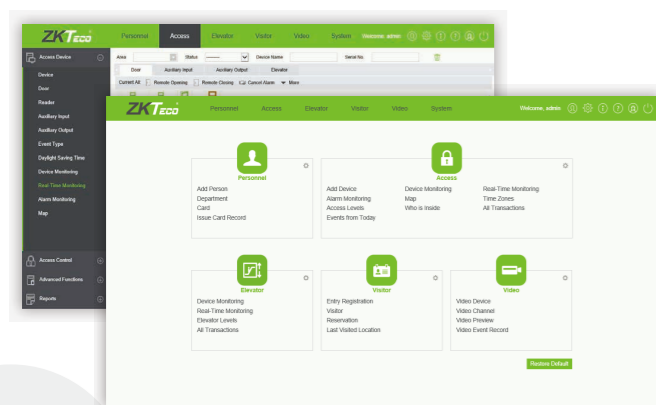 ZKTECO Personnel Access Elevator Visitor Video System Welcome admin
Access Device
Area Status -------- Device Name Serial No.
Door Auxiliary Input Auxiliary Output Elevator
Current All Remote Opening Remote Closing Cancel Alarm More
Device
Door
Reader
Auxiliary Input
Auxiliary Output
Event Type
Daylight Saving Time
Device Monitoring
Real-Time Monitoring
Alarm Monitoring
Map
Access Control
Advanced Functions
Reports
ZKTECO Personnel Access Elevator Visitor Video System Welcome, admin
Personnel
Add Person
Department
Card
Issue Card Record
Access
Add Device Device Monitoring Real-Time Monitoring
Alarm Monitoring Map Time Zones
Access Levels Who is Inside All Transactions
Events from Today
Elevator
Device Monitoring
Real-Time Monitoring
Elevator Levels
All Transactions
Visitor
Entry Registration
Visitor
Reservation
Last Visited Location
Video
Video Device
Video Channel
Video Preview
Video Event Record
Restore Default